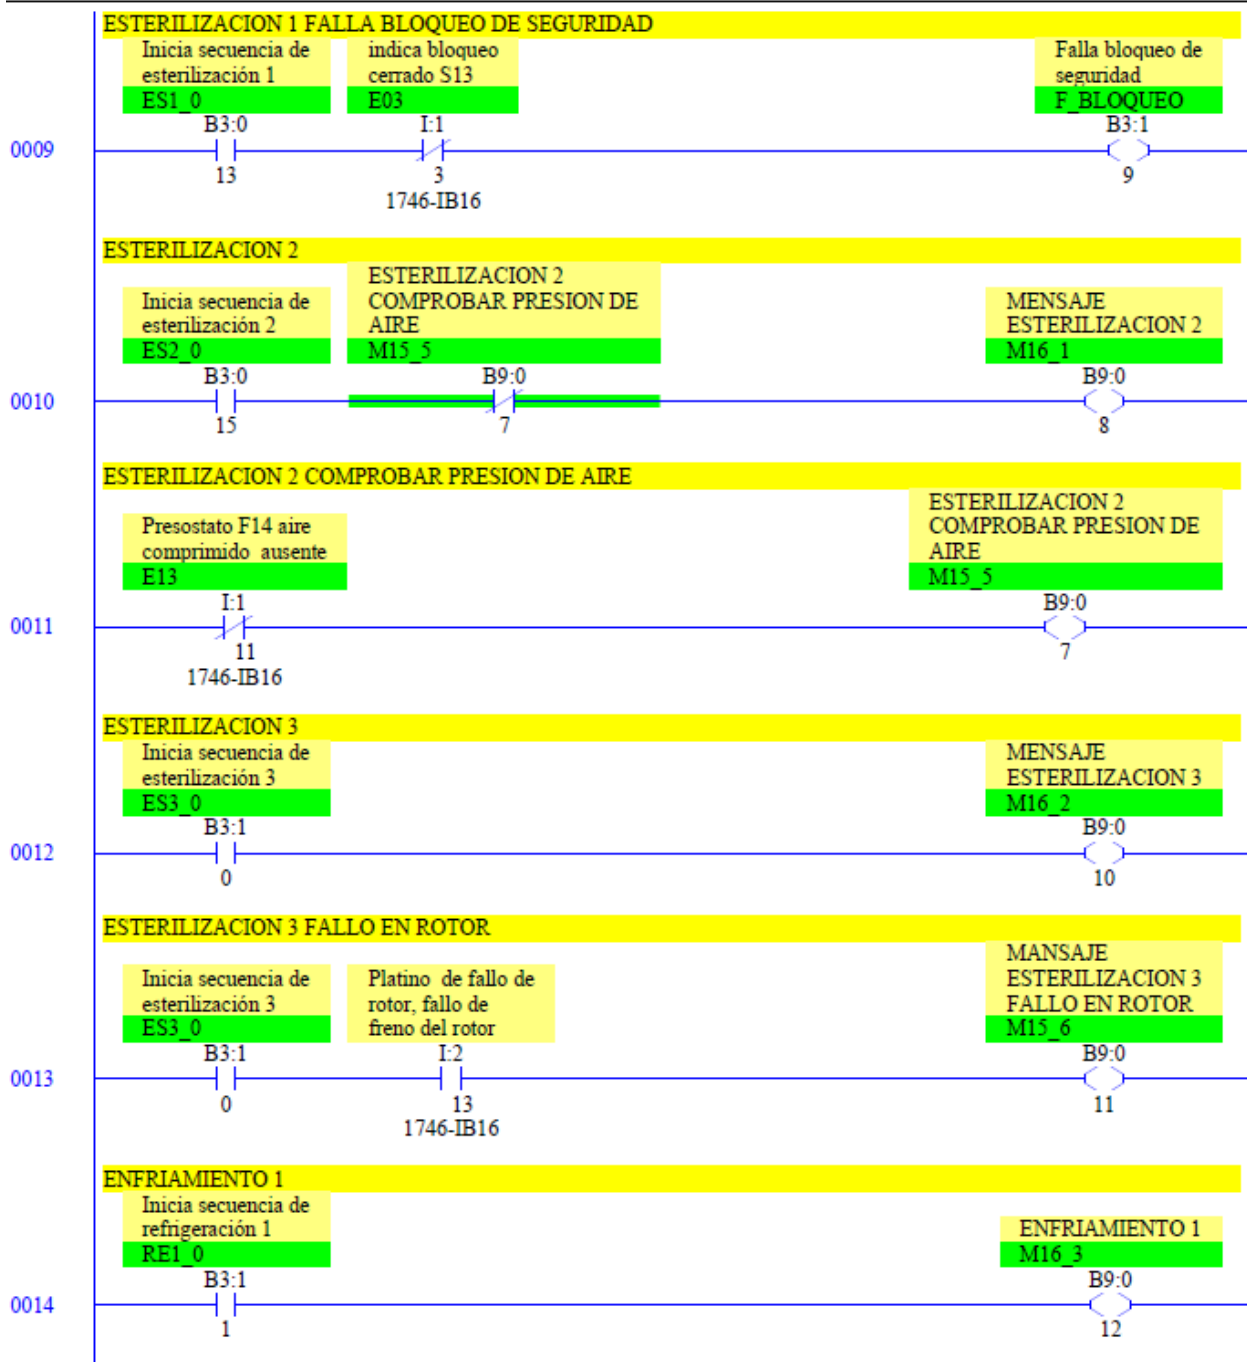 ESTERILIZACION 1 FALLA BLOQUEO DE SEGURIDAD
Inicia secuencia de
esterilización 1
ES1_0
B3:0
13
indica bloqueo
cerrado S13
E03
I:1
3
1746-IB16
Falla bloqueo de
seguridad
F_BLOQUEO
B3:1
9
0009
ESTERILIZACION 2
Inicia secuencia de
esterilización 2
ES2_0
B3:0
15
ESTERILIZACION 2
COMPROBAR PRESION DE
AIRE
M15_5
B9:0
7
MENSAJE
ESTERILIZACION 2
M16_1
B9:0
8
0010
ESTERILIZACION 2 COMPROBAR PRESION DE AIRE
Presostato F14 aire
comprimido ausente
E13
I:1
11
1746-IB16
ESTERILIZACION 2
COMPROBAR PRESION DE
AIRE
M15_5
B9:0
7
0011
ESTERILIZACION 3
Inicia secuencia de
esterilización 3
ES3_0
B3:1
0
MENSAJE
ESTERILIZACION 3
M16_2
B9:0
10
0012
ESTERILIZACION 3 FALLO EN ROTOR
Inicia secuencia de
esterilización 3
ES3_0
B3:1
0
Platino de fallo de
rotor, fallo de
freno del rotor
I:2
13
1746-IB16
MANSAJE
ESTERILIZACION 3
FALLO EN ROTOR
M15_6
B9:0
11
0013
ENFRIAMIENTO 1
Inicia secuencia de
refrigeración 1
RE1_0
B3:1
1
ENFRIAMIENTO 1
M16_3
B9:0
12
0014